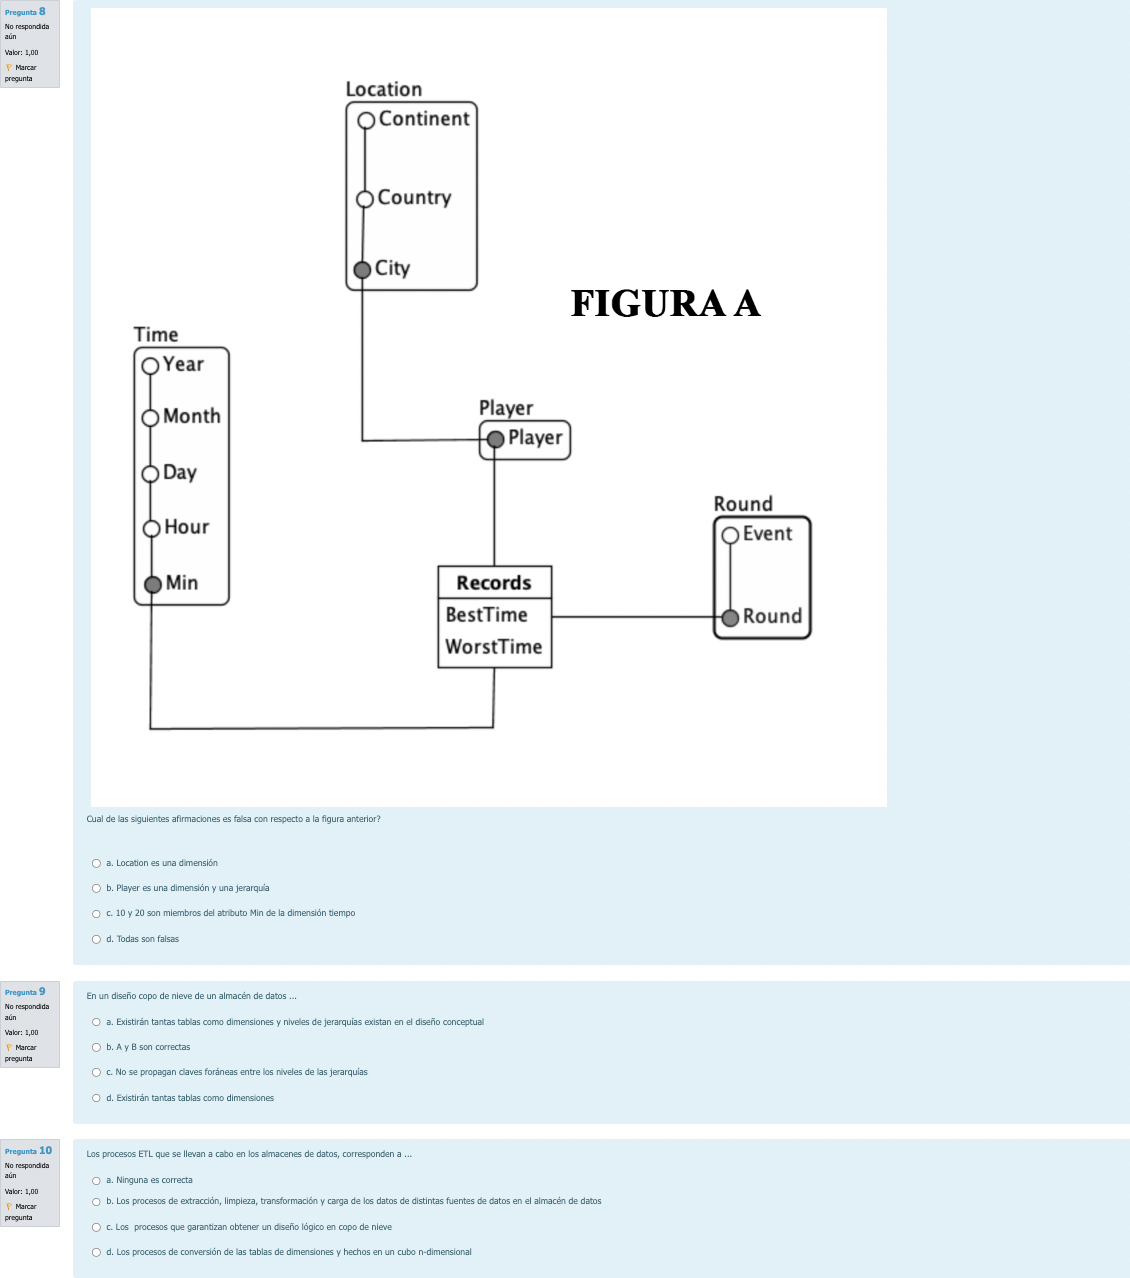 Pregunta 8
No respondida
aún
Valor: 1,00
Marcar
pregunta
Location
Continent
Country
City
FIGURA A
Time
Year
Month
Day
Hour
Min
Player
Player
Round
Event
Round
Records
BestTime
WorstTime
Cual de las siguientes afirmaciones es falsa con respecto a la figura anterior?
a. Location es una dimensión
b. Player es una dimensión y una jerarquía
c. 10 y 20 son miembros del atributo Min de la dimensión tiempo
d. Todas son falsas
Pregunta 9
No respondida
aún
Valor: 1,00
Marcar
pregunta
En un diseño copo de nieve de un almacén de datos ...
a. Existirán tantas tablas como dimensiones y niveles de jerarquías existan en el diseño conceptual
b. A y B son correctas
c. No se propagan claves foráneas entre los niveles de las jerarquías
d. Existirán tantas tablas como dimensiones
Pregunta 10
No respondida
aún
Valor: 1,00
Marcar
pregunta
Los procesos ETL que se llevan a cabo en los almacenes de datos, corresponden a ...
a. Ninguna es correcta
b. Los procesos de extracción, limpieza, transformación y carga de los datos de distintas fuentes de datos en el almacén de datos
c. Los procesos que garantizan obtener un diseño lógico en copo de nieve
d. Los procesos de conversión de las tablas de dimensiones y hechos en un cubo n-dimensional